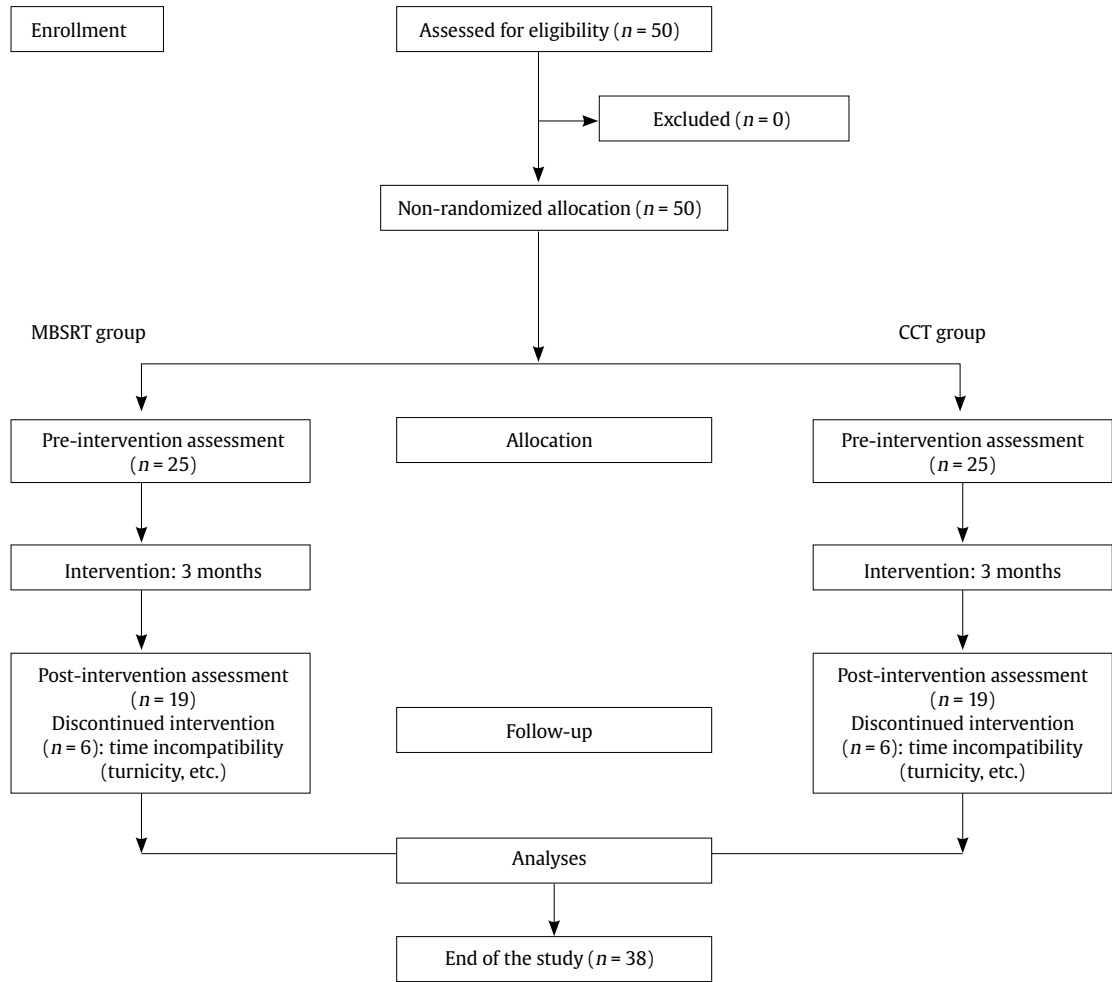 Enrollment
Assessed for eligibility (n = 50)
Excluded (n = 0)
Non-randomized allocation (n = 50)
MBSRT group
CCT group
Pre-intervention assessment
(n = 25)
Allocation
Pre-intervention assessment
(n = 25)
Intervention: 3 months
Intervention: 3 months
Post-intervention assessment
(n = 19)
Discontinued intervention
(n = 6): time incompatibility
(turnicity, etc.)
Follow-up
Post-intervention assessment
(n = 19)
Discontinued intervention
(n = 6): time incompatibility
(turnicity, etc.)
Analyses
End of the study (n = 38)